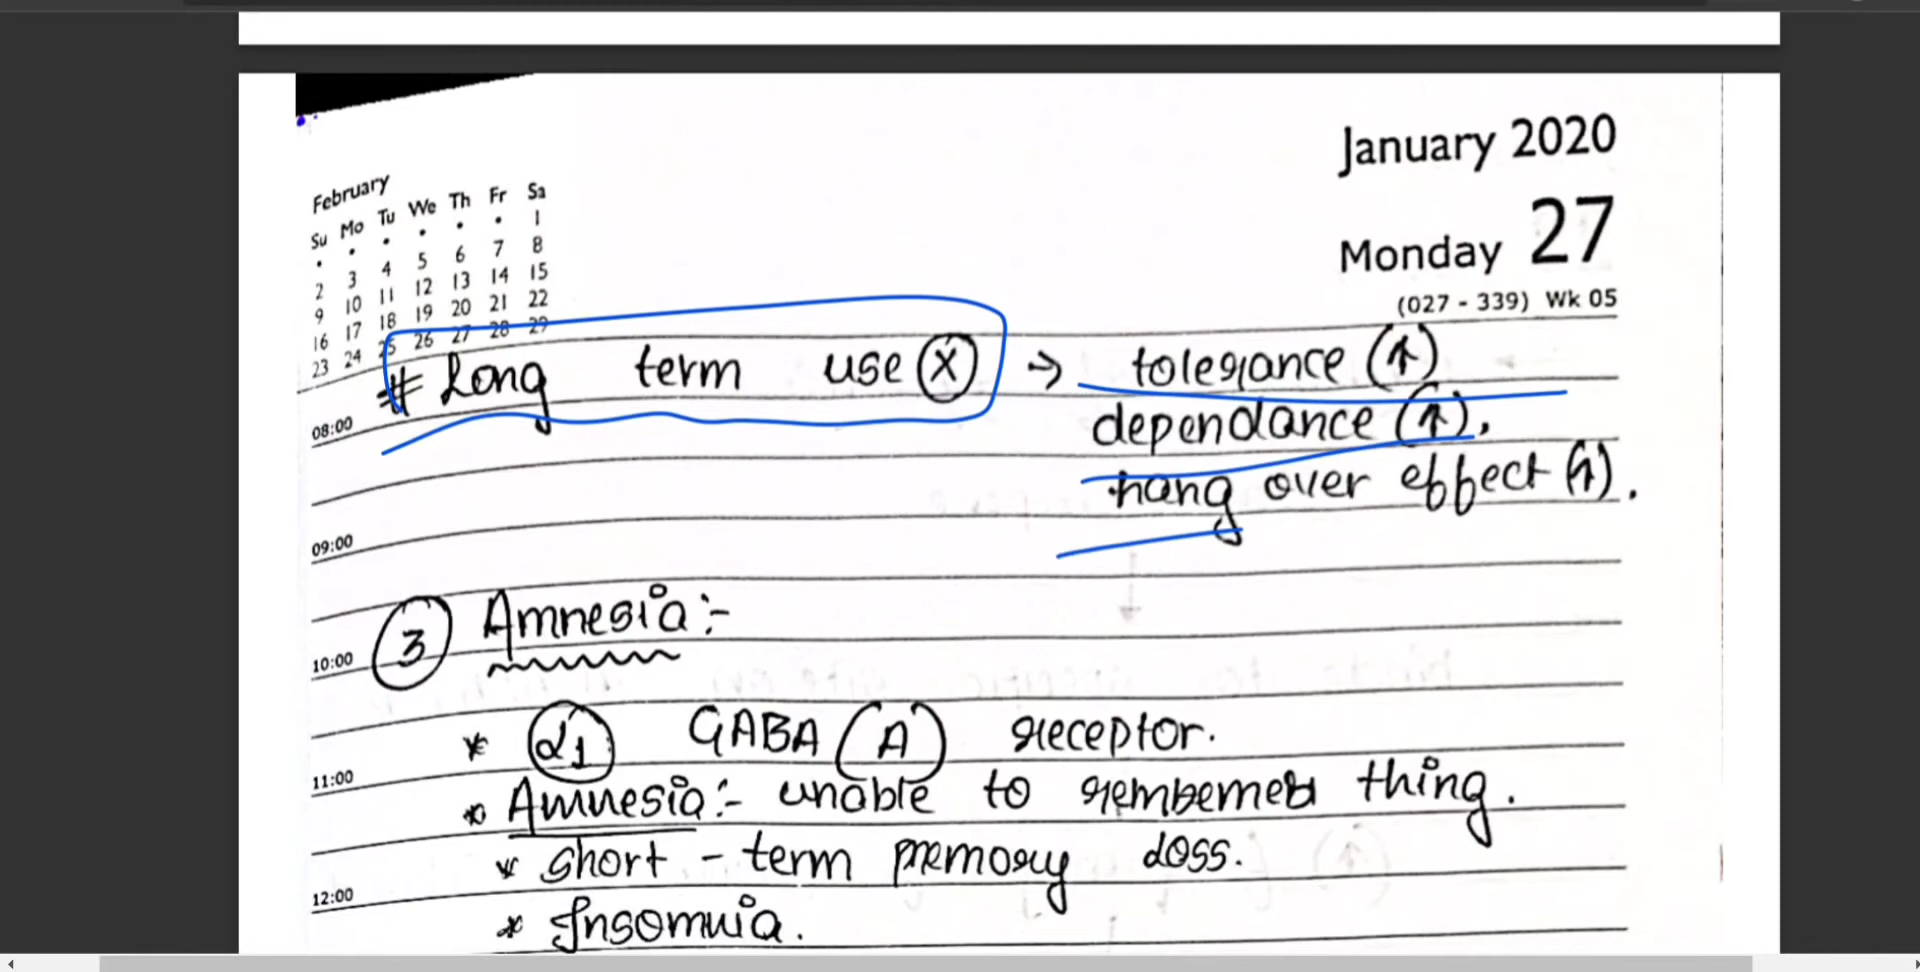 January 2020
Monday 27
(027 - 339) Wk 05
February
Su Mo Tu We Th Fr Sa
• • • • • • 1
2 3 4 5 6 7 8
9 10 11 12 13 14 15
16 17 18 19 20 21 22
23 24 25 26 27 28 29
# Long term use (X) → tolerance (↑)
dependance (↑),
hang over effect (↑).
08:00
09:00
(3) Amnesia :-
10:00
* (α1) GABA (A) receptor.
11:00
* Amnesia :- unable to rembemer thing.
* short - term memory loss.
12:00
* Insomnia.